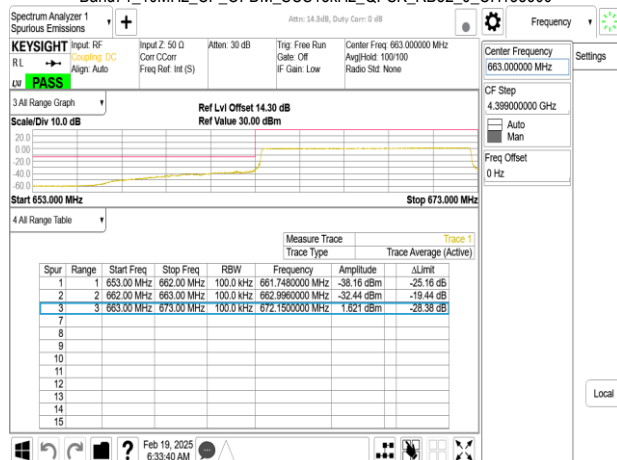 Spectrum Analyzer 1
Spurious Emissions
Attn: 14.3dB, Duty Corr: 0 dB
Frequency
KEYSIGHT
RL
LXI
PASS
Input: RF
Coupling: DC
Align: Auto
Input Z: 50 Ω
Corr CCorr
Freq Ref: Int (S)
Atten: 30 dB
Trig: Free Run
Gate: Off
IF Gain: Low
Center Freq: 663.000000 MHz
Avg|Hold: 100/100
Radio Std: None
3 All Range Graph
Scale/Div 10.0 dB
Ref Lvl Offset 14.30 dB
Ref Value 30.00 dBm
20.0
0.00
-20.0
-40.0
-60.0
Start 653.000 MHz
Stop 673.000 MHz
4 All Range Table
Measure Trace Trace 1
Trace Type Trace Average (Active)
Spur Range Start Freq Stop Freq RBW Frequency Amplitude ΔLimit
1 1 653.00 MHz 662.00 MHz 100.0 kHz 661.7480000 MHz -38.16 dBm -25.16 dB
2 2 662.00 MHz 663.00 MHz 100.0 kHz 662.9960000 MHz -32.44 dBm -19.44 dB
3 3 663.00 MHz 673.00 MHz 100.0 kHz 672.1500000 MHz 1.621 dBm -28.38 dB
7
8
9
10
11
12
13
14
15
Feb 19, 2025
6:33:40 AM
Center Frequency
663.000000 MHz
CF Step
4.399000000 GHz
Auto
Man
Freq Offset
0 Hz
Settings
Local